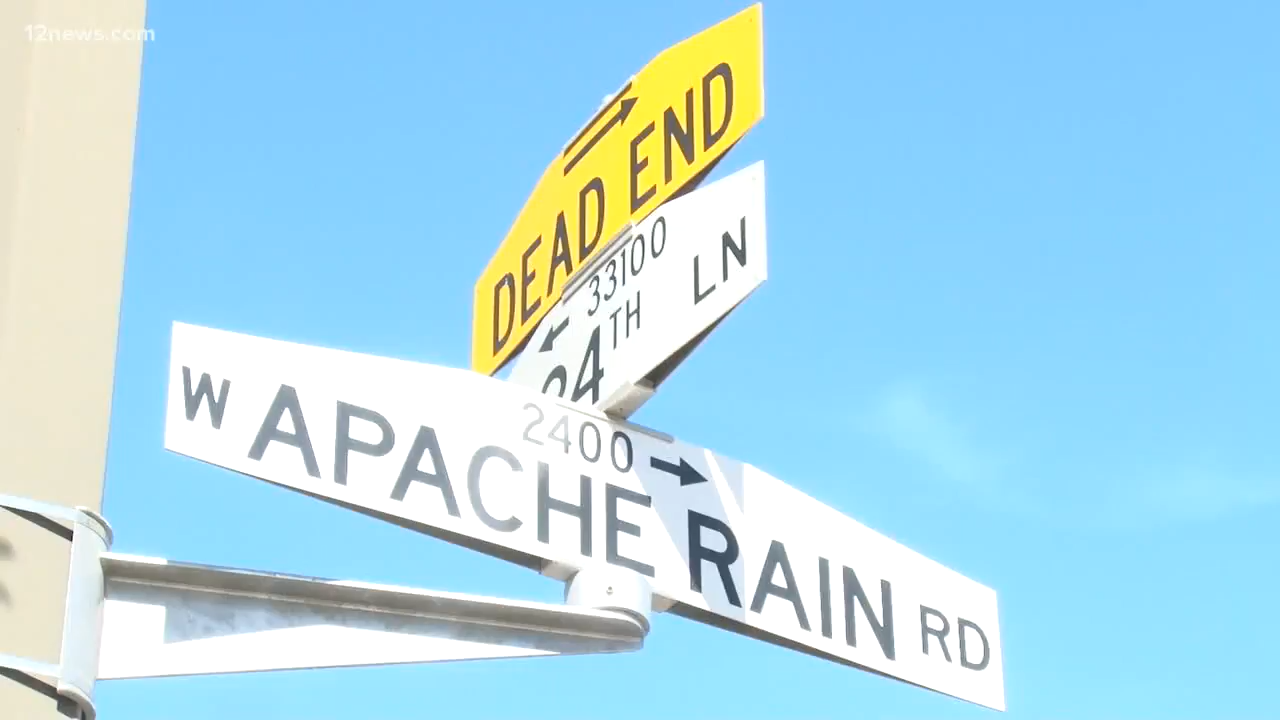 12news.com
DEAD END
33100
24TH LN
2400
W APACHE RAIN RD